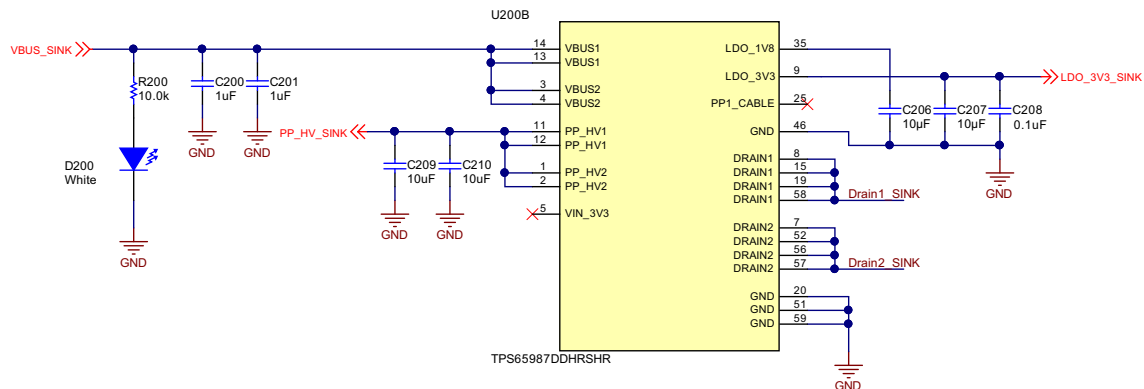 U200B
VBUS_SINK
R200
10.0k
C200
1uF
C201
1uF
GND
GND
D200
White
GND
PP_HV_SINK
C209
10uF
C210
10uF
GND
GND
14 VBUS1
13 VBUS1
3 VBUS2
4 VBUS2
11 PP_HV1
12 PP_HV1
1 PP_HV2
2 PP_HV2
5 VIN_3V3
LDO_1V8 35
LDO_3V3 9
PP1_CABLE 25
GND 46
DRAIN1 8
DRAIN1 15
DRAIN1 19
DRAIN1 58
DRAIN2 7
DRAIN2 52
DRAIN2 56
DRAIN2 57
GND 20
GND 51
GND 59
LDO_3V3_SINK
C206
10µF
C207
10µF
C208
0.1uF
GND
Drain1_SINK
Drain2_SINK
GND
TPS65987DDHRSHR